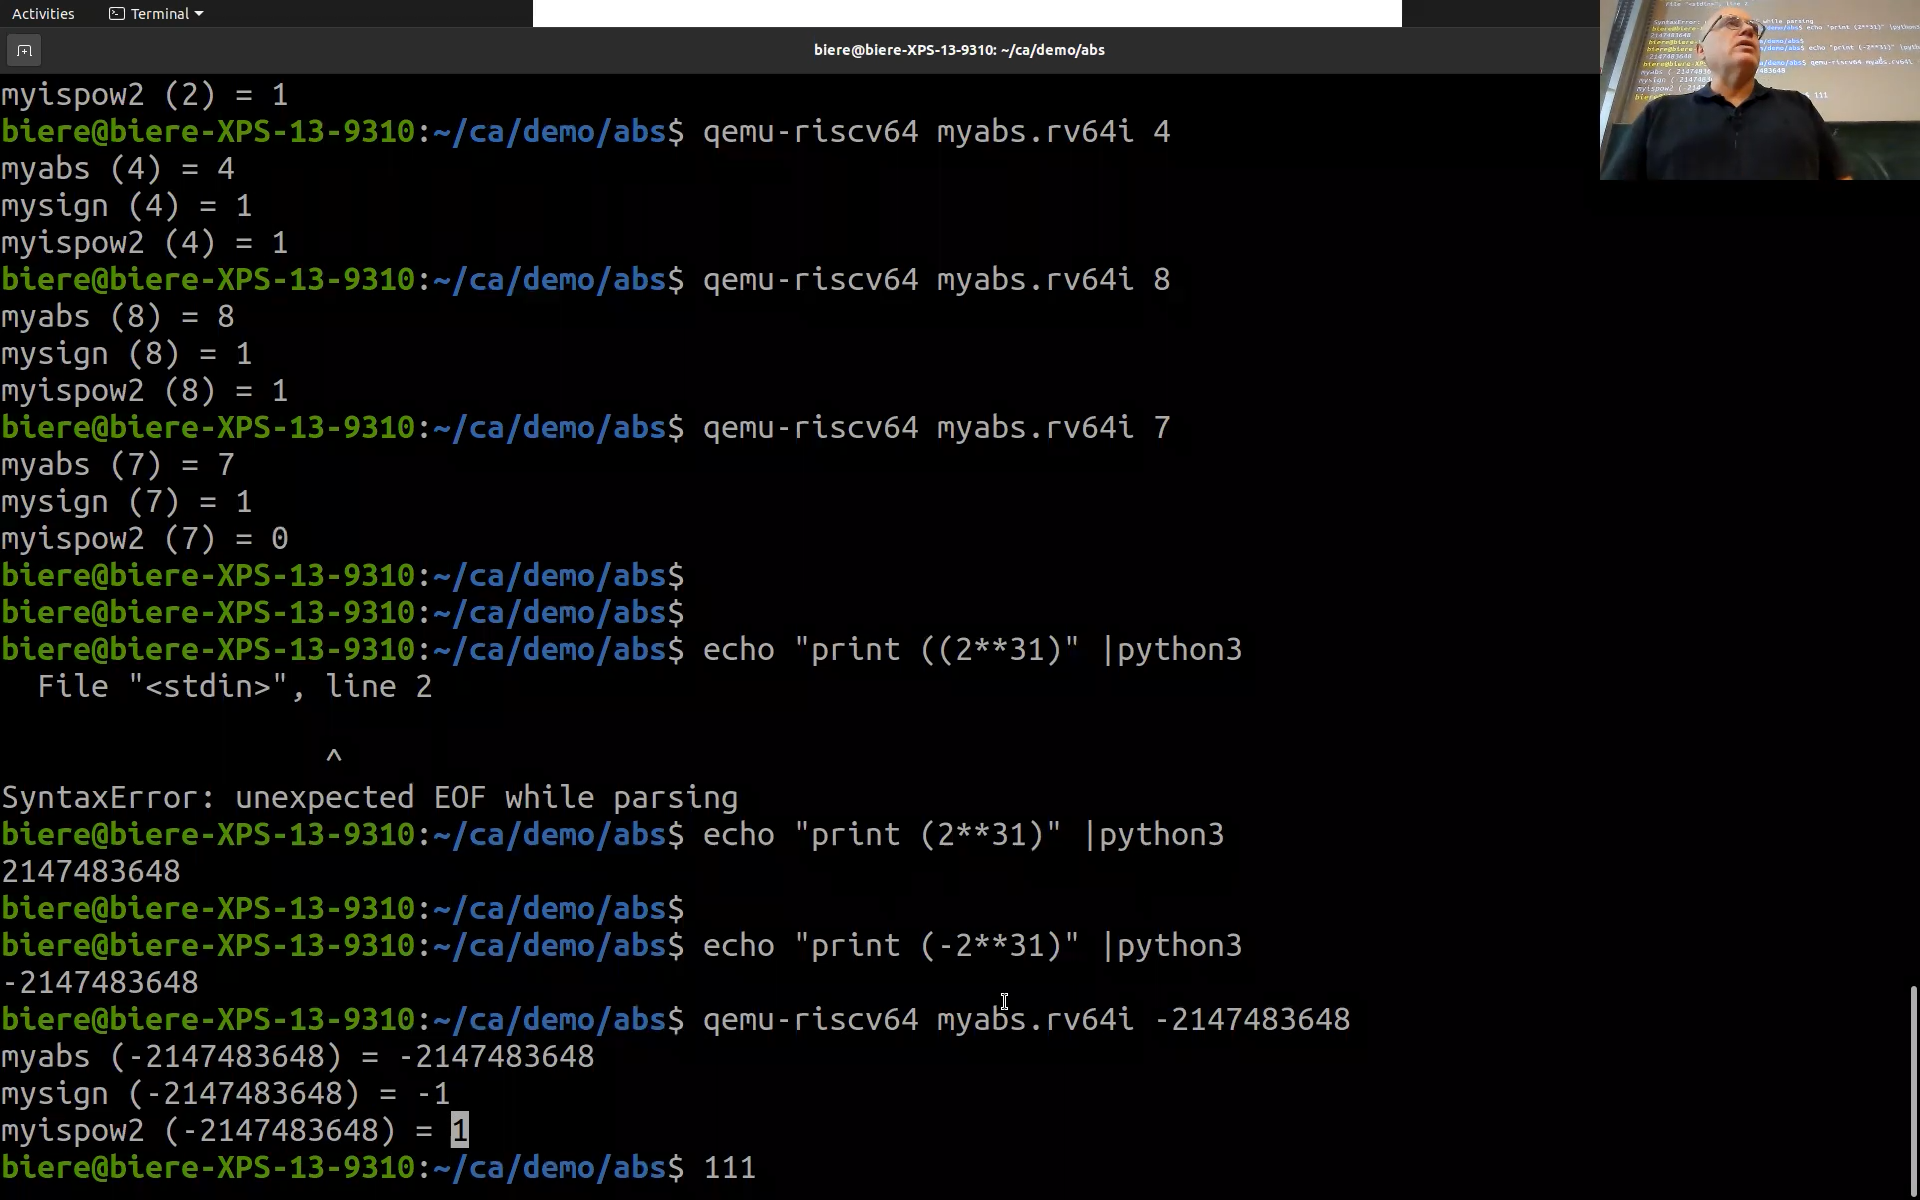 Activities Terminal
biere@biere-XPS-13-9310: ~/ca/demo/abs
myispow2 (2) = 1
biere@biere-XPS-13-9310:~/ca/demo/abs$ qemu-riscv64 myabs.rv64i 4
myabs (4) = 4
mysign (4) = 1
myispow2 (4) = 1
biere@biere-XPS-13-9310:~/ca/demo/abs$ qemu-riscv64 myabs.rv64i 8
myabs (8) = 8
mysign (8) = 1
myispow2 (8) = 1
biere@biere-XPS-13-9310:~/ca/demo/abs$ qemu-riscv64 myabs.rv64i 7
myabs (7) = 7
mysign (7) = 1
myispow2 (7) = 0
biere@biere-XPS-13-9310:~/ca/demo/abs$
biere@biere-XPS-13-9310:~/ca/demo/abs$
biere@biere-XPS-13-9310:~/ca/demo/abs$ echo "print ((2**31)" |python3
  File "<stdin>", line 2
^
SyntaxError: unexpected EOF while parsing
biere@biere-XPS-13-9310:~/ca/demo/abs$ echo "print (2**31)" |python3
2147483648
biere@biere-XPS-13-9310:~/ca/demo/abs$
biere@biere-XPS-13-9310:~/ca/demo/abs$ echo "print (-2**31)" |python3
-2147483648
biere@biere-XPS-13-9310:~/ca/demo/abs$ qemu-riscv64 myabs.rv64i -2147483648
myabs (-2147483648) = -2147483648
mysign (-2147483648) = -1
myispow2 (-2147483648) = 1
biere@biere-XPS-13-9310:~/ca/demo/abs$ 111